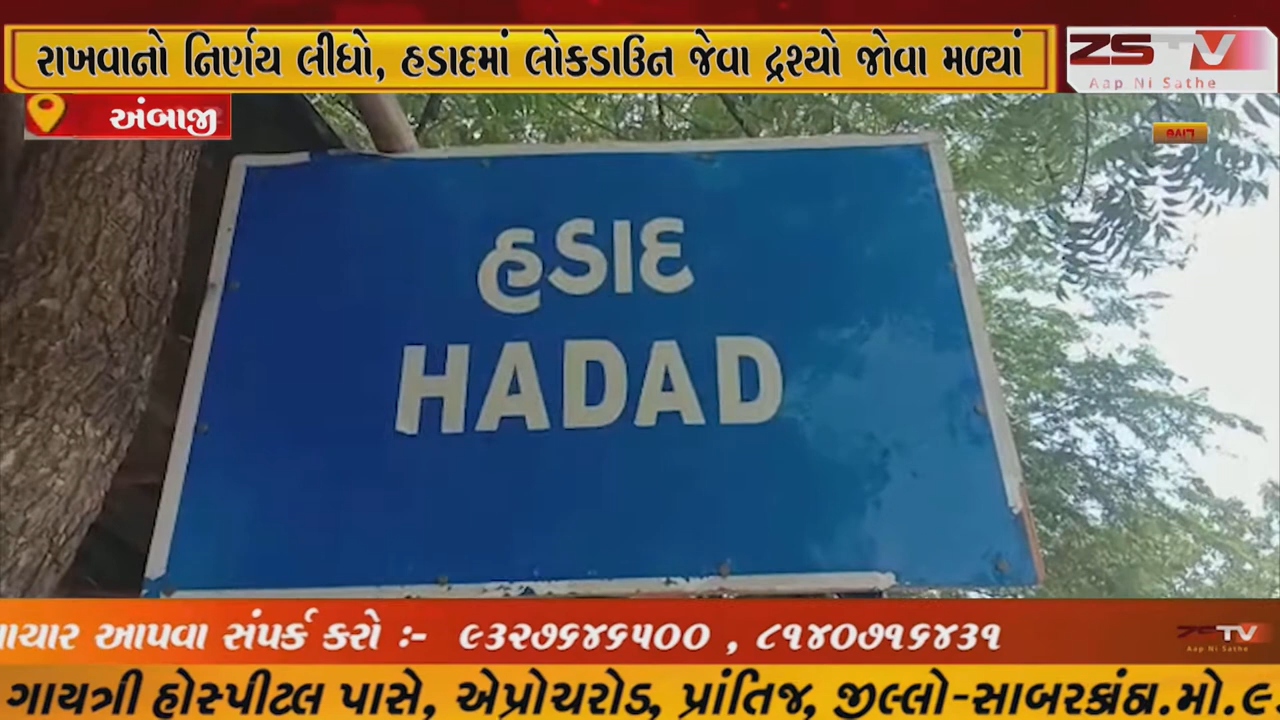 રાખવાનો નિર્ણય લીધો, હડાદમાં લોકડાઉન જેવા દ્રશ્યો જોવા મળ્યાં
ZSTV
Aap Ni Sathe
અંબાજી
હડાદ
HADAD
આપવા સંપર્ક કરો :- ૯૩૨૭૬૪૬૫૦૦ , ૮૧૪૦૭૧૬૪૩૧
ZSTV
Aap Ni Sathe
ગાયત્રી હોસ્પીટલ પાસે, એપ્રોચરોડ, પ્રાંતિજ, જીલ્લો-સાબરકાંઠા.મો.૯૩